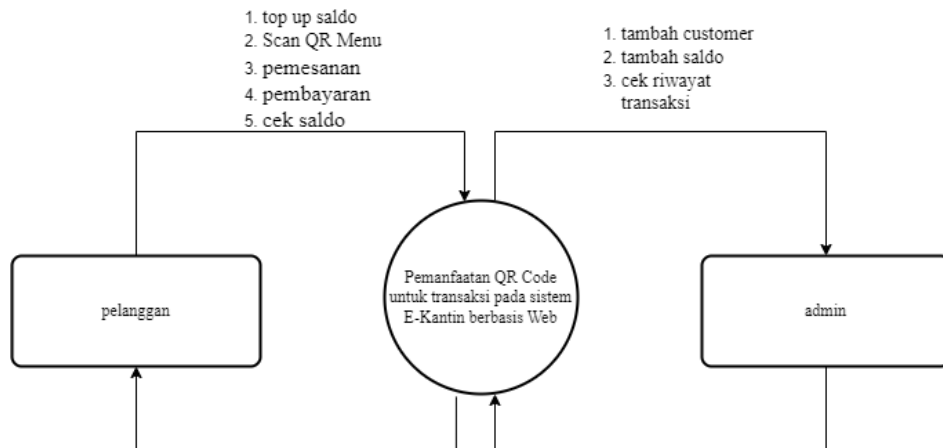 1. top up saldo
2. Scan QR Menu
3. pemesanan
4. pembayaran
5. cek saldo
1. tambah customer
2. tambah saldo
3. cek riwayat
transaksi
pelanggan
Pemanfaatan QR Code
untuk transaksi pada sistem
E-Kantin berbasis Web
admin